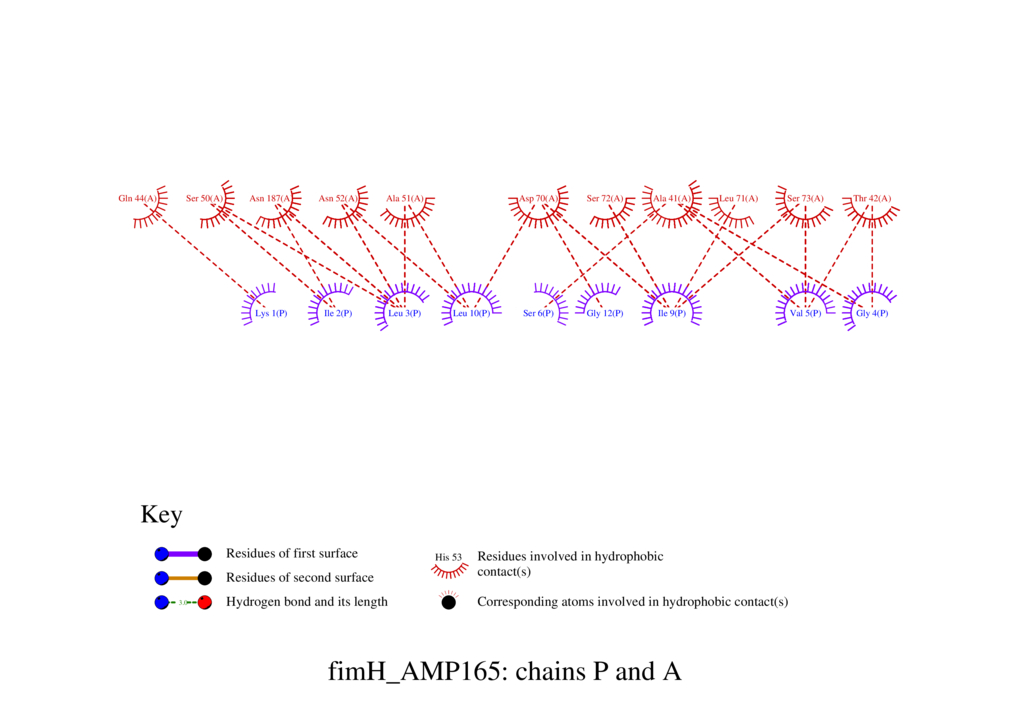 Gln 44(A) Ser 50(A) Asn 187(A) Asn 52(A) Ala 51(A) Asp 70(A) Ser 72(A) Ala 41(A) Leu 71(A) Ser 73(A) Thr 42(A)
Lys 1(P) Ile 2(P) Leu 3(P) Leu 10(P) Ser 6(P) Gly 12(P) Ile 9(P) Val 5(P) Gly 4(P)
Key
Residues of first surface
Residues of second surface
3.0
Hydrogen bond and its length
His 53
Residues involved in hydrophobic
contact(s)
Corresponding atoms involved in hydrophobic contact(s)
fimH_AMP165: chains P and A